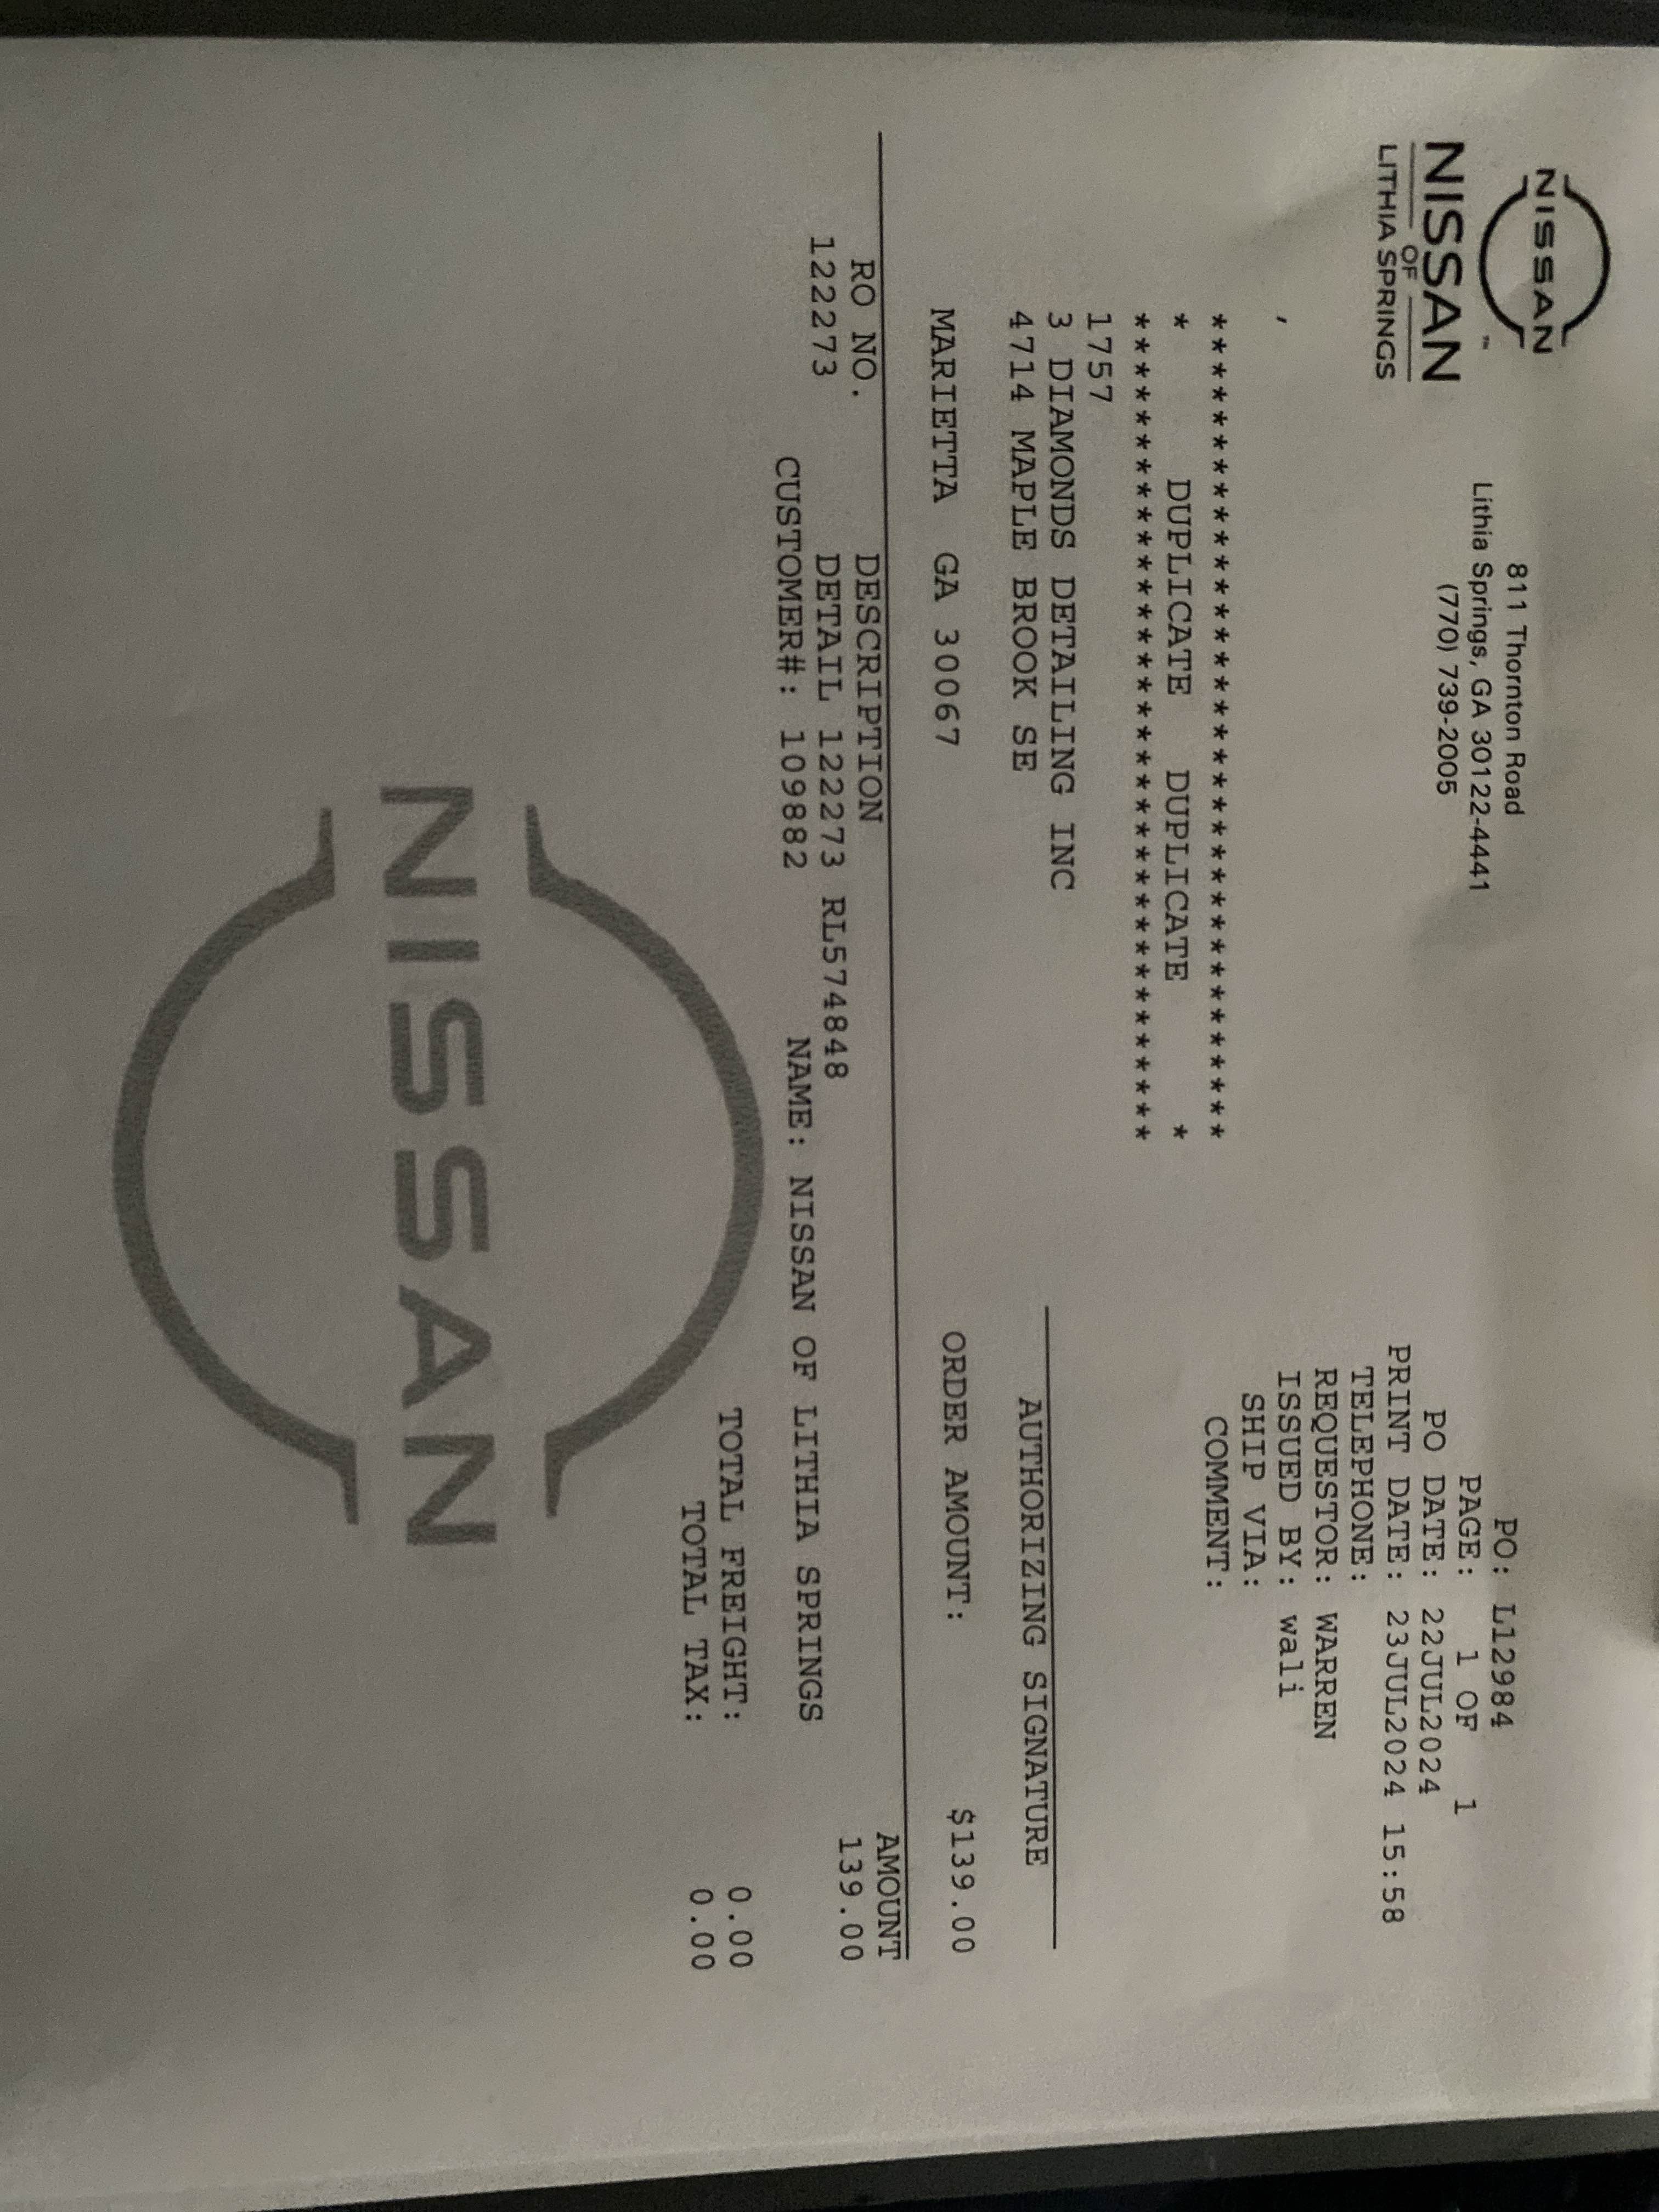 NISSAN
NISSAN
OF
LITHIA SPRINGS
811 Thornton Road
Lithia Springs, GA 30122-4441
(770) 739-2005
PO: L12984
PAGE: 1 OF 1
PO DATE: 22JUL2024
PRINT DATE: 23JUL2024 15:58
TELEPHONE:
REQUESTOR: WARREN
ISSUED BY: wali
SHIP VIA:
COMMENT:
,
**********************************
* DUPLICATE DUPLICATE *
**********************************
1757
3 DIAMONDS DETAILING INC
4714 MAPLE BROOK SE
MARIETTA GA 30067
AUTHORIZING SIGNATURE
ORDER AMOUNT: $139.00
RO NO. DESCRIPTION AMOUNT
122273 DETAIL 122273 RL574848 139.00
CUSTOMER#: 109882 NAME: NISSAN OF LITHIA SPRINGS
TOTAL FREIGHT: 0.00
TOTAL TAX: 0.00
NISSAN